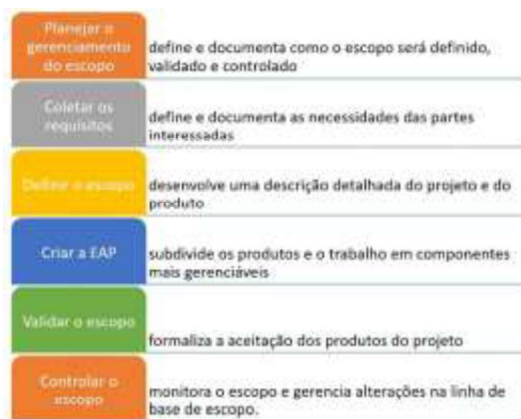 Planejar o
gerenciamento
do escopo
define e documenta como o escopo será definido,
validado e controlado
Coletar os
requisitos
define e documenta as necessidades das partes
interessadas
Definir o escopo
desenvolve uma descrição detalhada do projeto e do
produto
Criar a EAP
subdivide os produtos e o trabalho em componentes
mais gerenciáveis
Validar o escopo
formaliza a aceitação dos produtos do projeto
Controlar o
escopo
monitora o escopo e gerencia alterações na linha de
base de escopo.